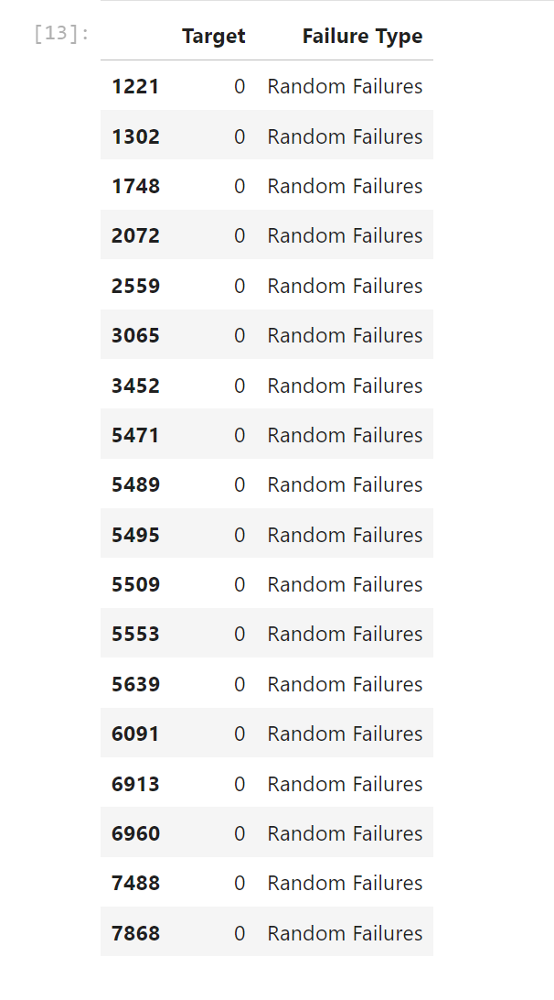 [13]:
Target Failure Type
1221 0 Random Failures
1302 0 Random Failures
1748 0 Random Failures
2072 0 Random Failures
2559 0 Random Failures
3065 0 Random Failures
3452 0 Random Failures
5471 0 Random Failures
5489 0 Random Failures
5495 0 Random Failures
5509 0 Random Failures
5553 0 Random Failures
5639 0 Random Failures
6091 0 Random Failures
6913 0 Random Failures
6960 0 Random Failures
7488 0 Random Failures
7868 0 Random Failures